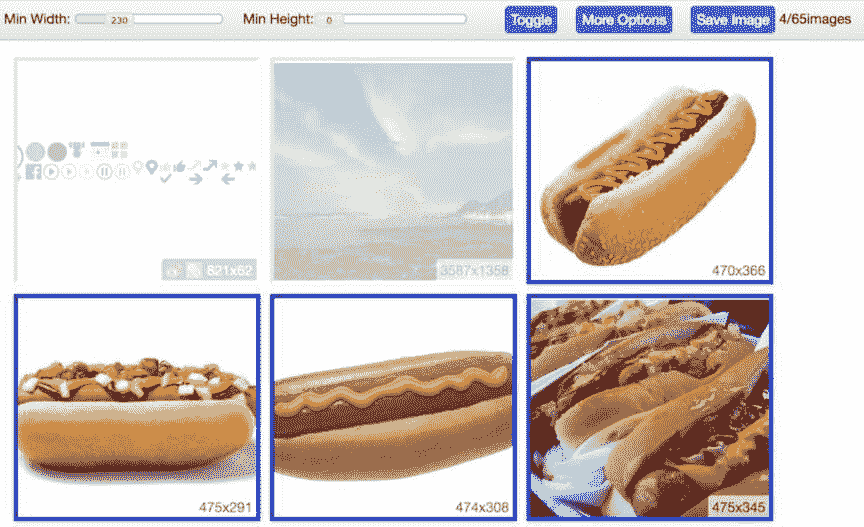 Min Width: 230 Min Height: 0 Toggle More Options Save Image 4/65images
821x62
3587x1358
470x366
475x291
474x308
475x345